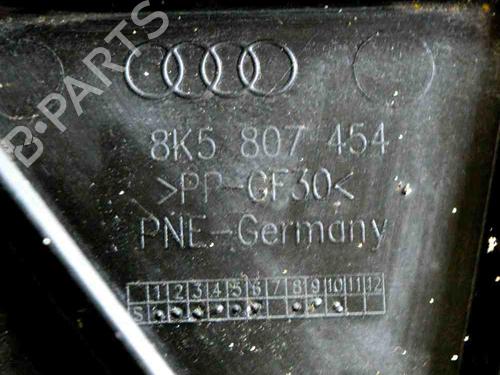 B-PARTS
8K5 807 454
>PP-GF30<
PNE-Germany
1 2 3 4 5 6 7 8 9 10 11 12
S